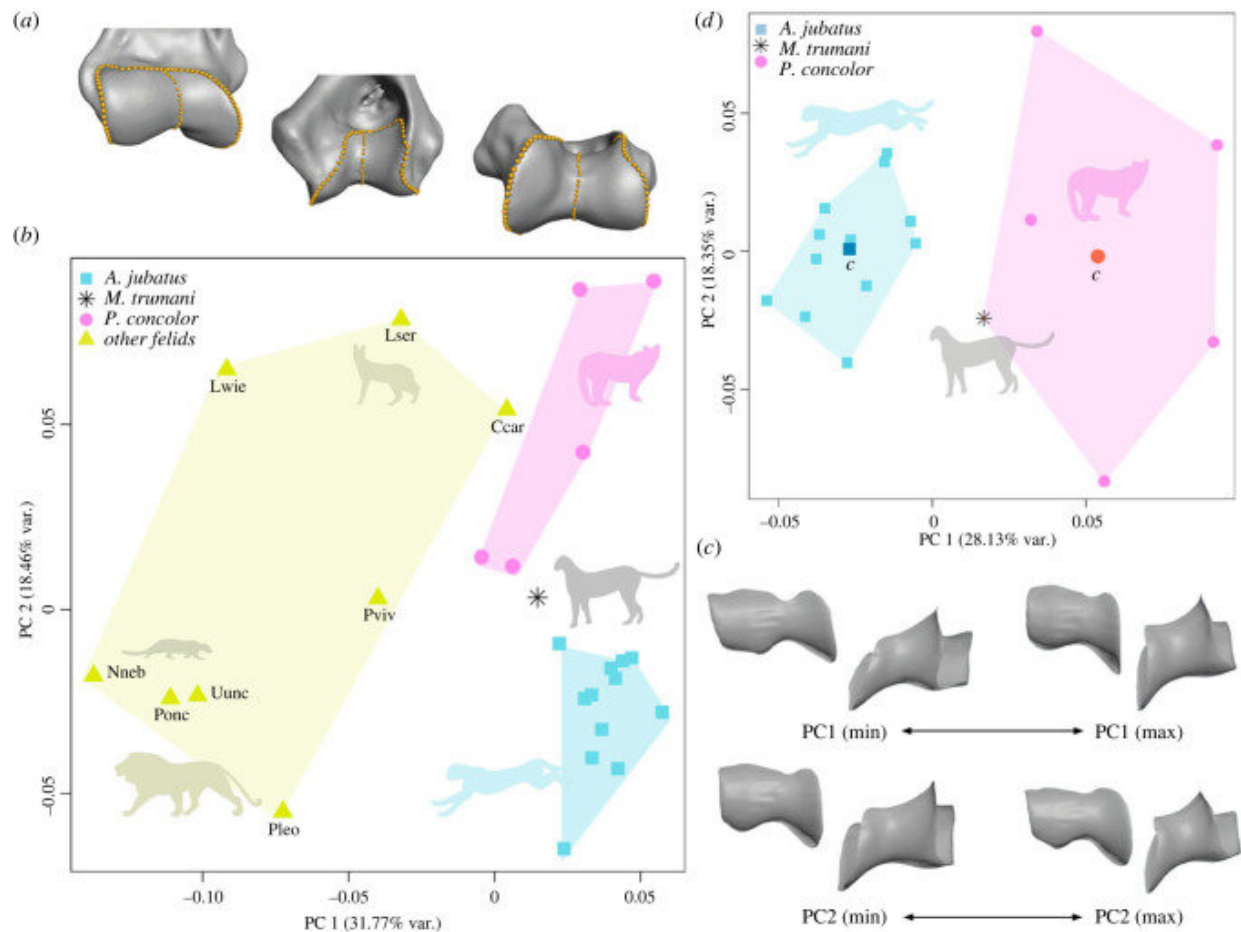 (a)
(b)
A. jubatus
M. trumani
P. concolor
other felids
Lser
Lwie
Ccar
Pviv
Nneb
Uunc
Ponc
Pleo
0.05
0
–0.05
PC 2 (18.46% var.)
–0.10
–0.05
0
0.05
PC 1 (31.77% var.)
(d)
A. jubatus
M. trumani
P. concolor
c
c
0.05
0
–0.05
PC 2 (18.35% var.)
–0.05
0
0.05
PC 1 (28.13% var.)
(c)
PC1 (min)
PC1 (max)
PC2 (min)
PC2 (max)